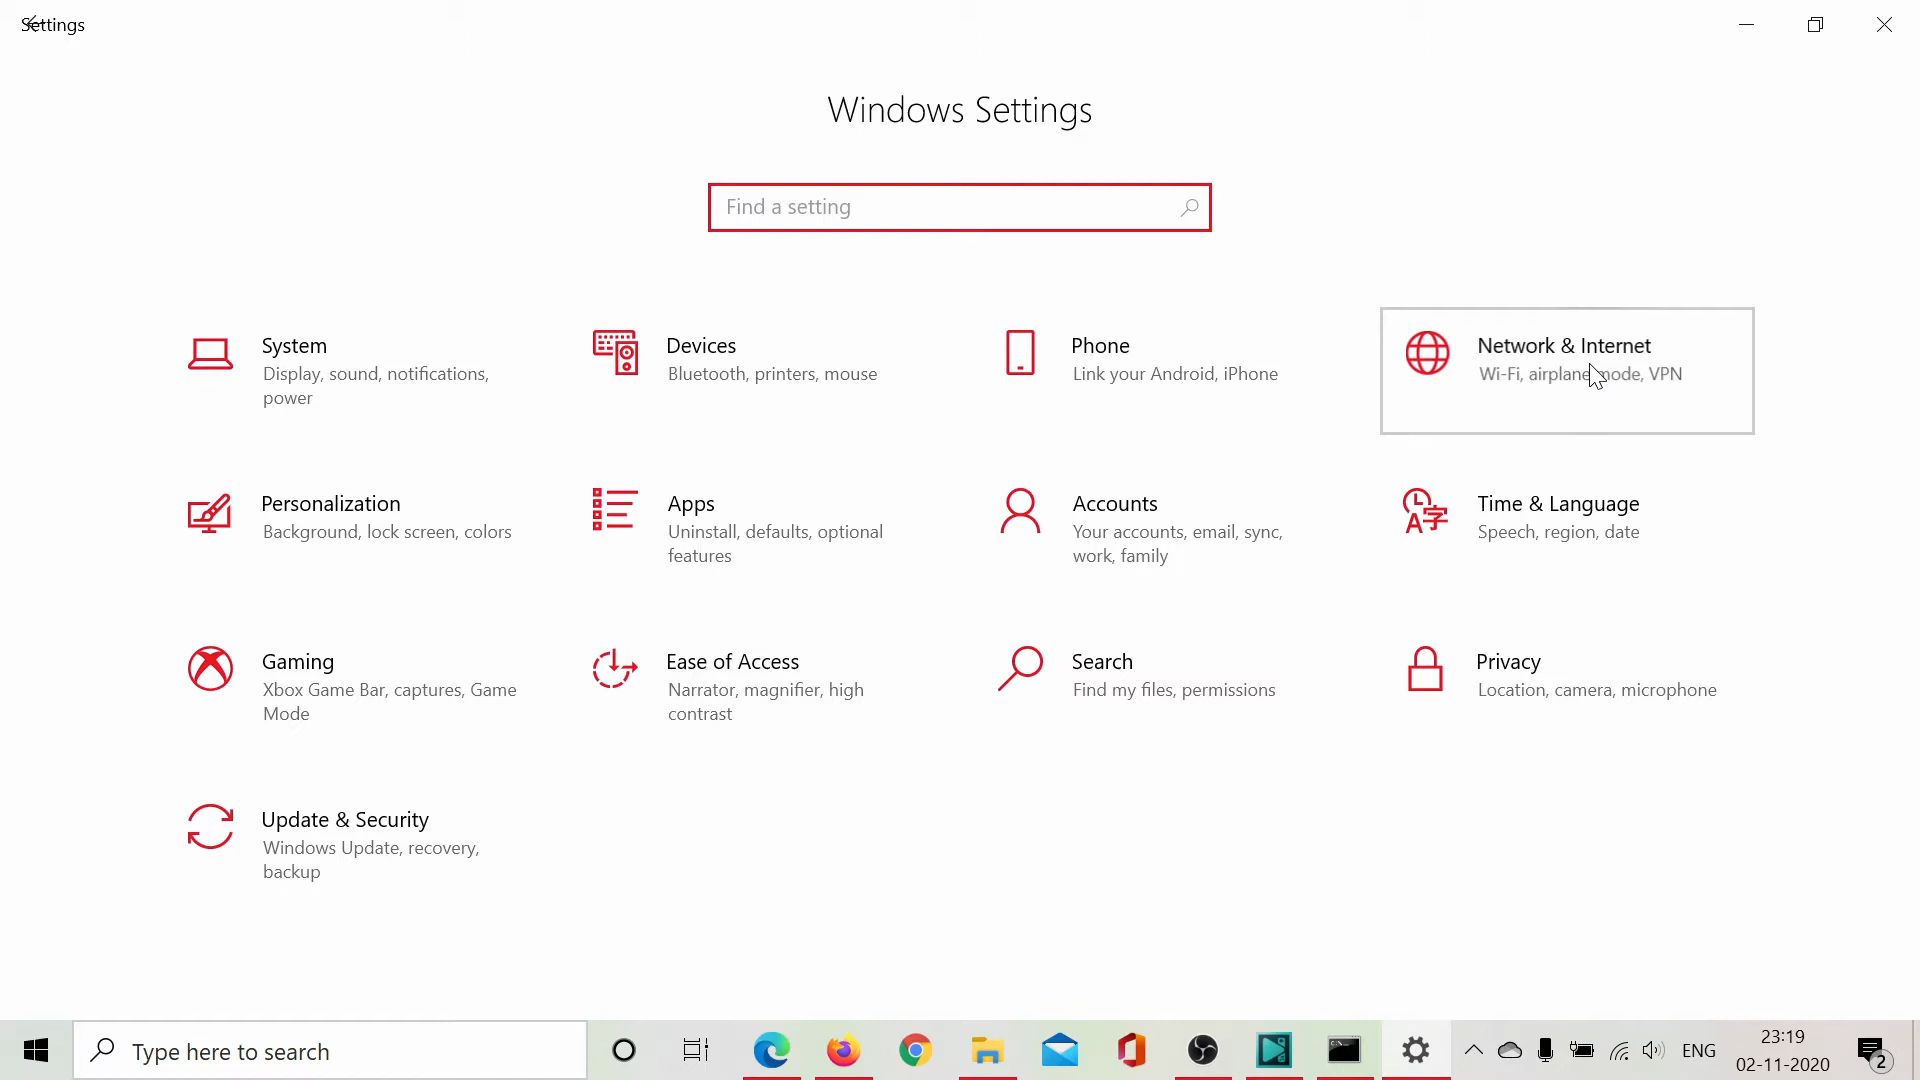 Settings
Windows Settings
Find a setting
System
Display, sound, notifications,
power
Devices
Bluetooth, printers, mouse
Phone
Link your Android, iPhone
Network & Internet
Wi-Fi, airplane mode, VPN
Personalization
Background, lock screen, colors
Apps
Uninstall, defaults, optional
features
Accounts
Your accounts, email, sync,
work, family
Time & Language
Speech, region, date
Gaming
Xbox Game Bar, captures, Game
Mode
Ease of Access
Narrator, magnifier, high
contrast
Search
Find my files, permissions
Privacy
Location, camera, microphone
Update & Security
Windows Update, recovery,
backup
Type here to search
ENG
23:19
02-11-2020
2